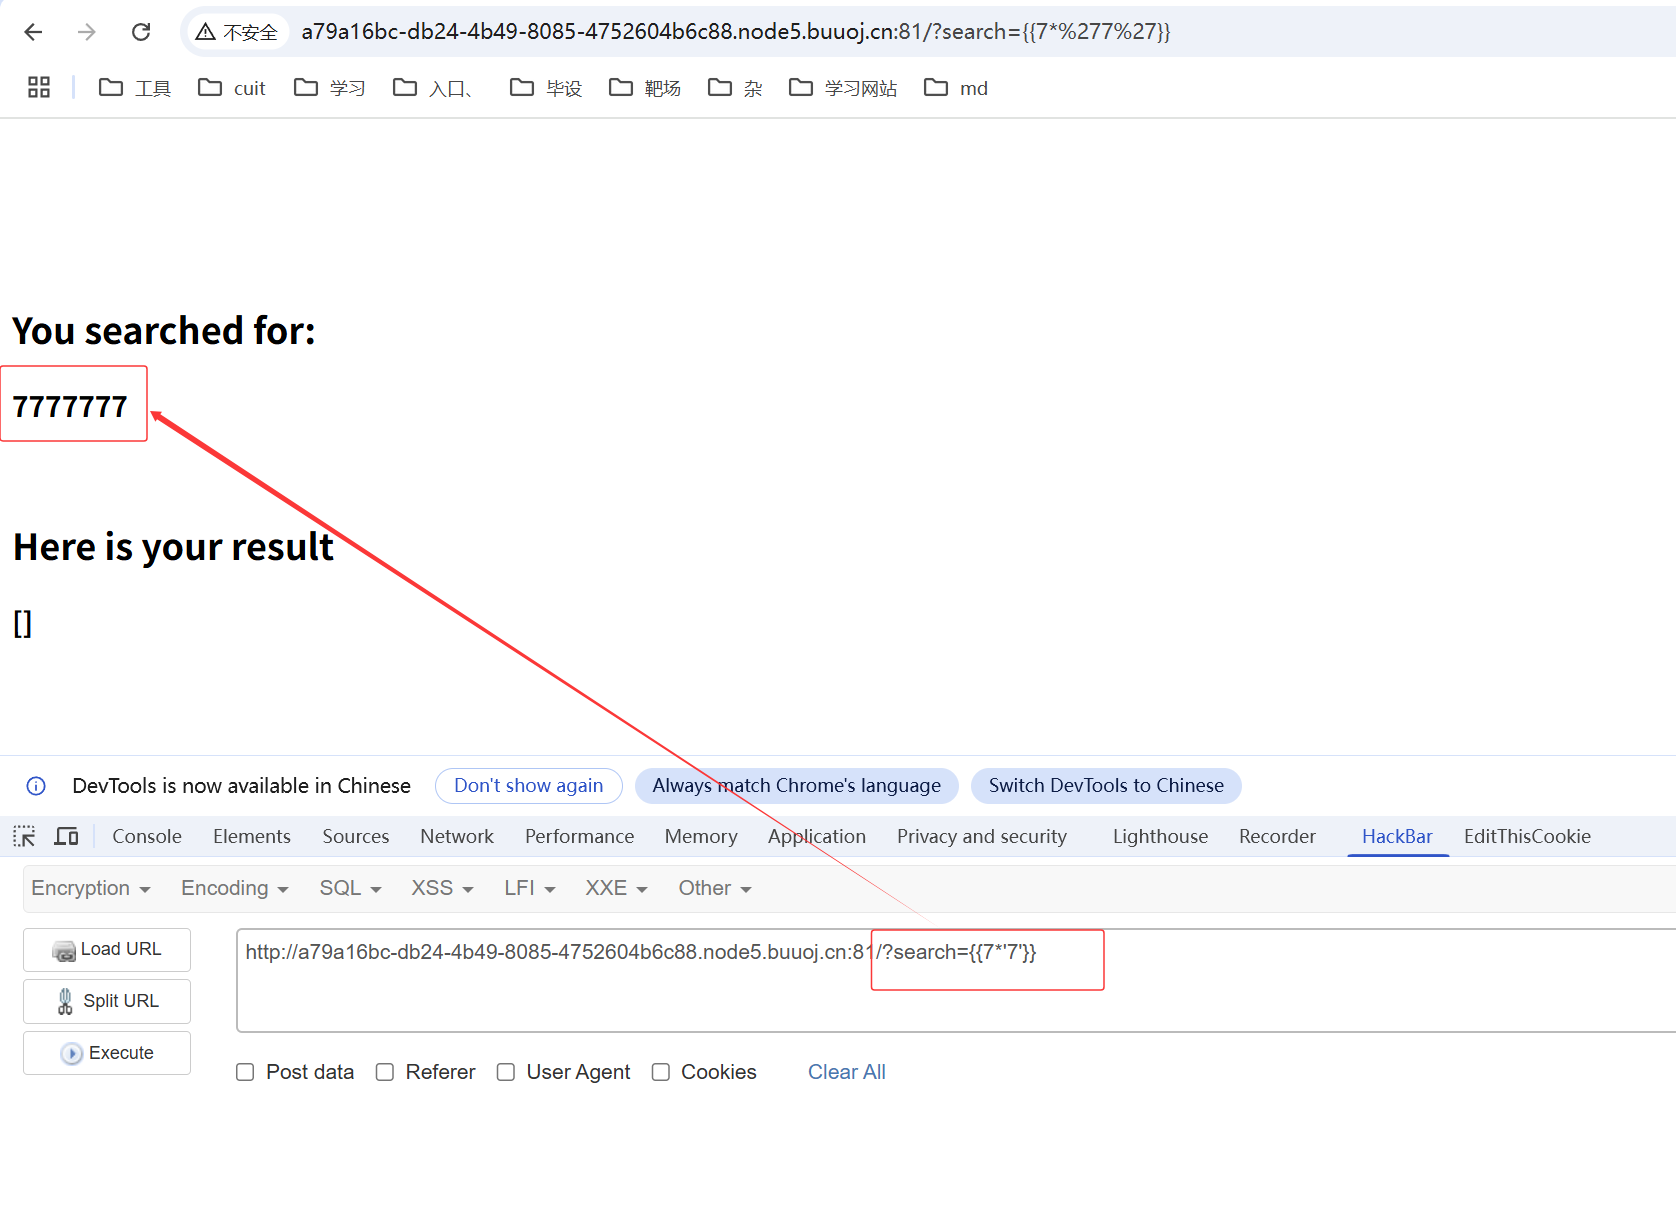 不安全 a79a16bc-db24-4b49-8085-4752604b6c88.node5.buuoj.cn:81/?search={{7*%277%27}}
工具 cuit 学习 入口、 毕设 靶场 杂 学习网站 md
You searched for:
7777777
Here is your result
[]
DevTools is now available in Chinese Don't show again Always match Chrome's language Switch DevTools to Chinese
Console Elements Sources Network Performance Memory Application Privacy and security Lighthouse Recorder HackBar EditThisCookie
Encryption Encoding SQL XSS LFI XXE Other
Load URL http://a79a16bc-db24-4b49-8085-4752604b6c88.node5.buuoj.cn:81/?search={{7*'7'}}
Split URL
Execute
Post data Referer User Agent Cookies Clear All